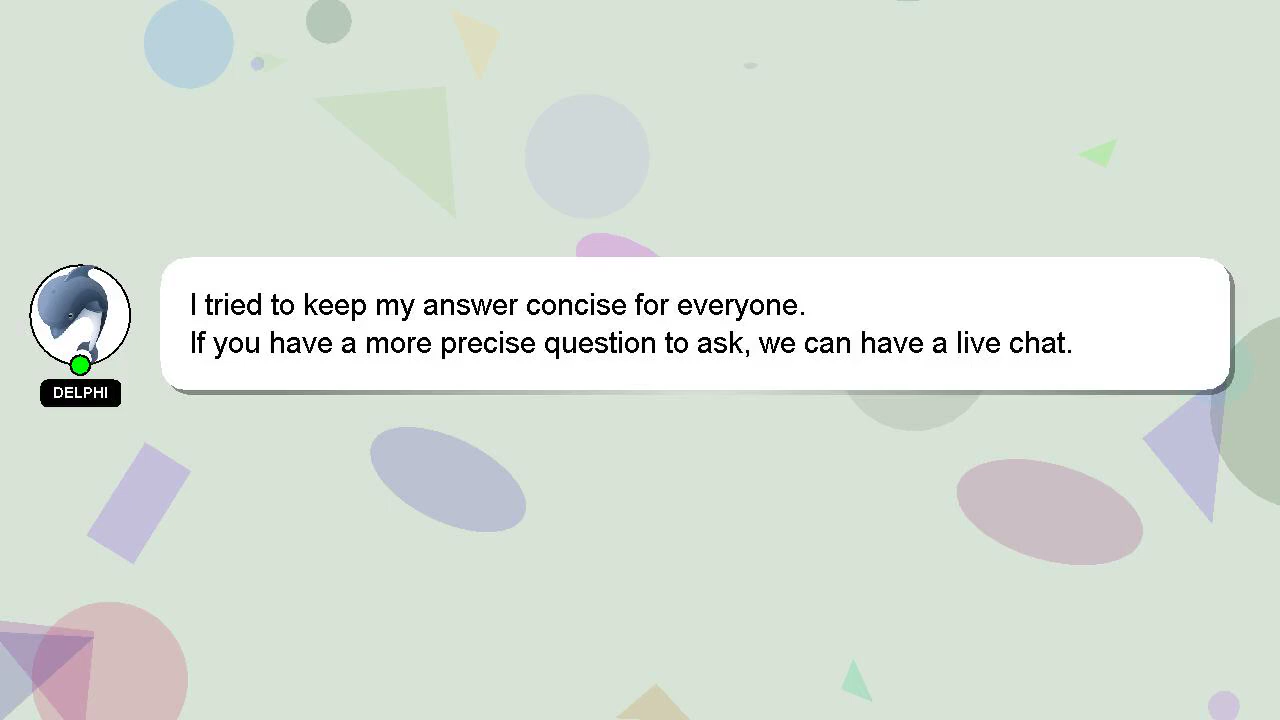 I tried to keep my answer concise for everyone.
If you have a more precise question to ask, we can have a live chat.
DELPHI